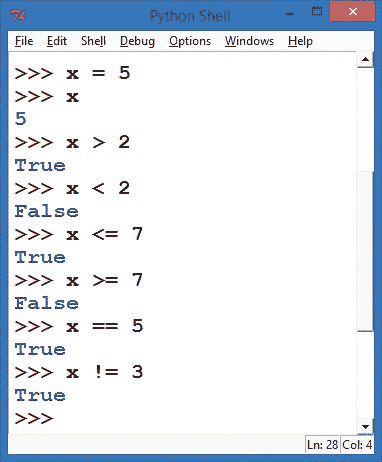 Python Shell
File Edit Shell Debug Options Windows Help
>>> x = 5
>>> x
5
>>> x > 2
True
>>> x < 2
False
>>> x <= 7
True
>>> x >= 7
False
>>> x == 5
True
>>> x != 3
True
>>>
Ln: 28 Col: 4